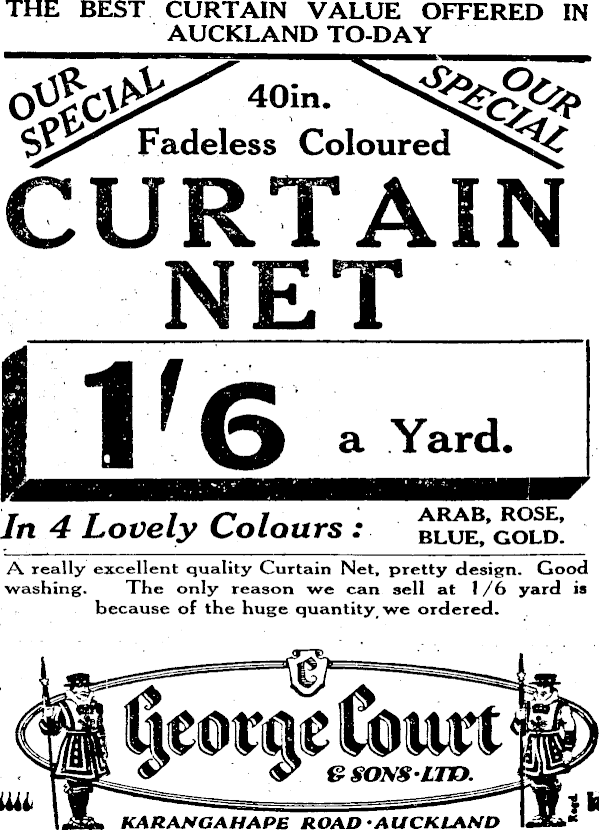 THE BEST CURTAIN VALUE OFFERED IN
AUCKLAND TO-DAY
OUR
SPECIAL
OUR
SPECIAL
40in.
Fadeless Coloured
CURTAIN
NET
1/6 a Yard.
In 4 Lovely Colours:
ARAB, ROSE,
BLUE, GOLD.
A really excellent quality Curtain Net, pretty design. Good
washing. The only reason we can sell at 1/6 yard is
because of the huge quantity we ordered.
C
George Court
& SONS·LTD.
KARANGAHAPE ROAD·AUCKLAND
Regd.